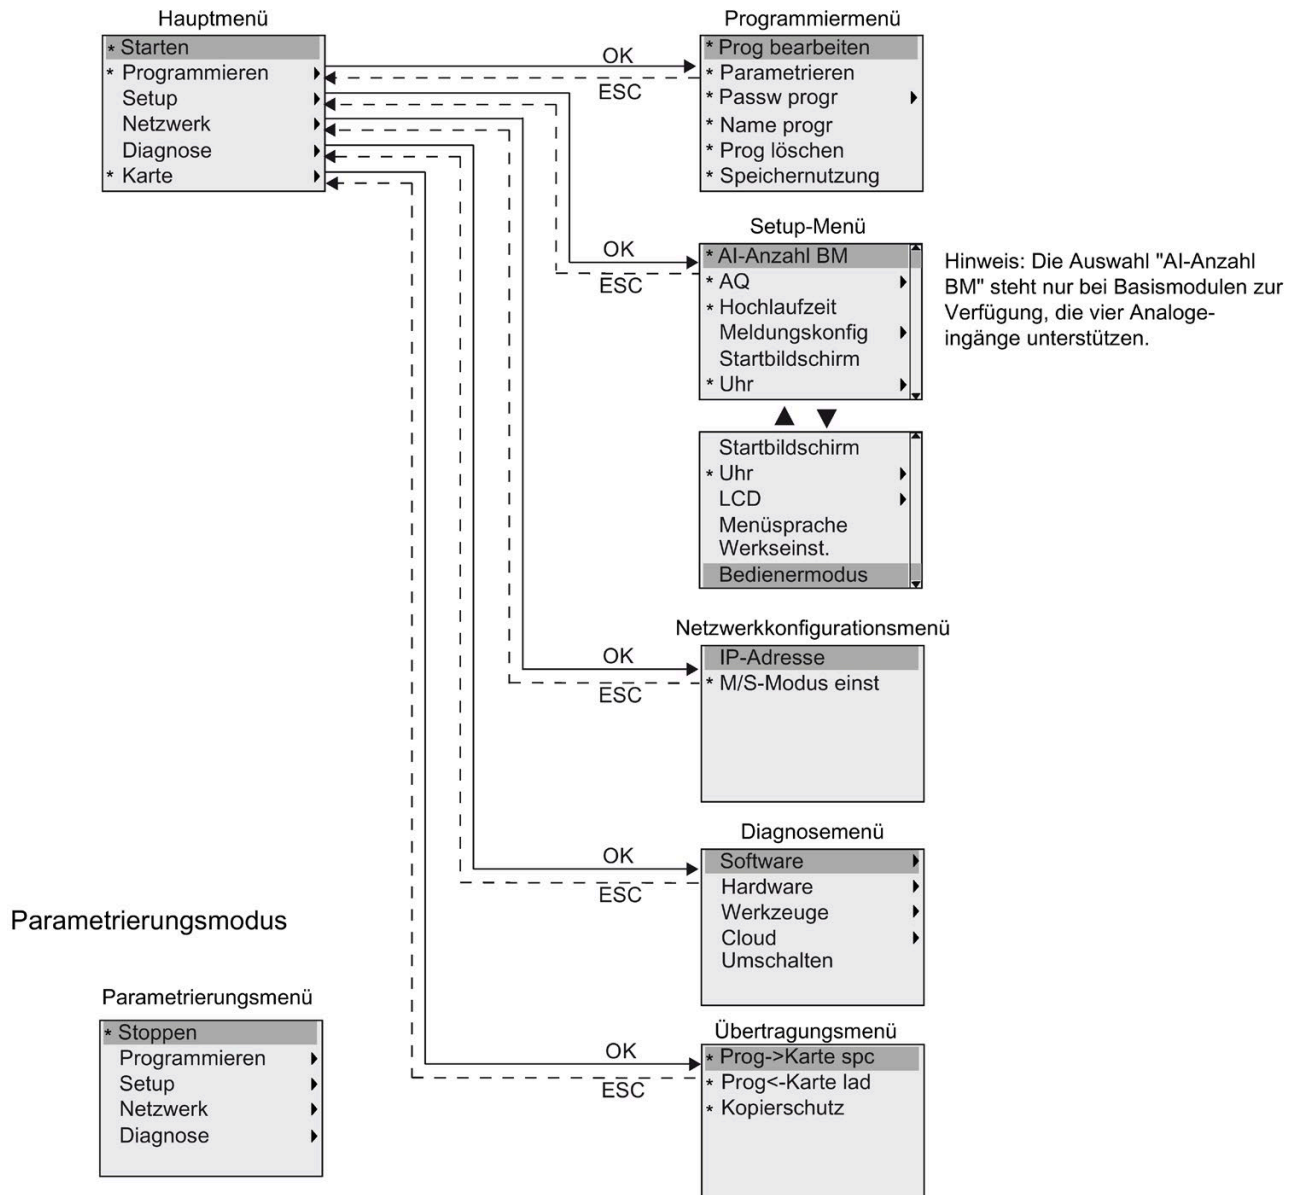 Hauptmenü
* Starten
* Programmieren
Setup
Netzwerk
Diagnose
* Karte
OK
ESC
Programmiermenü
* Prog bearbeiten
* Parametrieren
* Passw progr
* Name progr
* Prog löschen
* Speichernutzung
OK
ESC
Setup-Menü
* AI-Anzahl BM
* AQ
* Hochlaufzeit
Meldungskonfig
Startbildschirm
* Uhr
Hinweis: Die Auswahl "AI-Anzahl
BM" steht nur bei Basismodulen zur
Verfügung, die vier Analoge-
ingänge unterstützen.
Startbildschirm
* Uhr
LCD
Menüsprache
Werkseinst.
Bedienermodus
OK
ESC
Netzwerkkonfigurationsmenü
IP-Adresse
* M/S-Modus einst
OK
ESC
Diagnosemenü
Software
Hardware
Werkzeuge
Cloud
Umschalten
Parametrierungsmodus
Parametrierungsmenü
* Stoppen
Programmieren
Setup
Netzwerk
Diagnose
OK
ESC
Übertragungsmenü
* Prog->Karte spc
* Prog<-Karte lad
* Kopierschutz